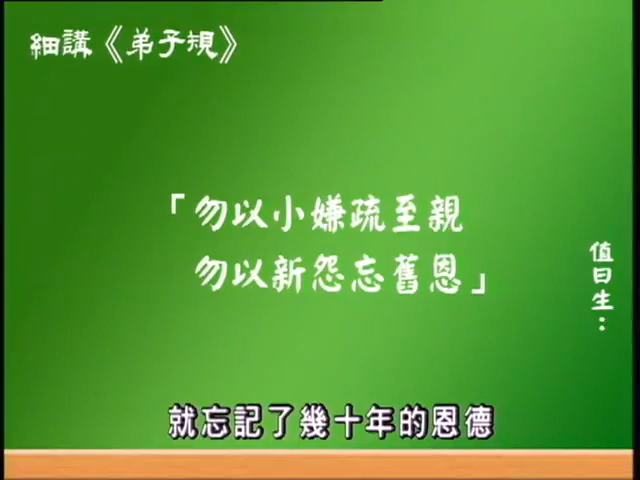 細講《弟子規》
「勿以小嫌疏至親
勿以新怨忘舊恩」
值日生：
就忘記了幾十年的恩德